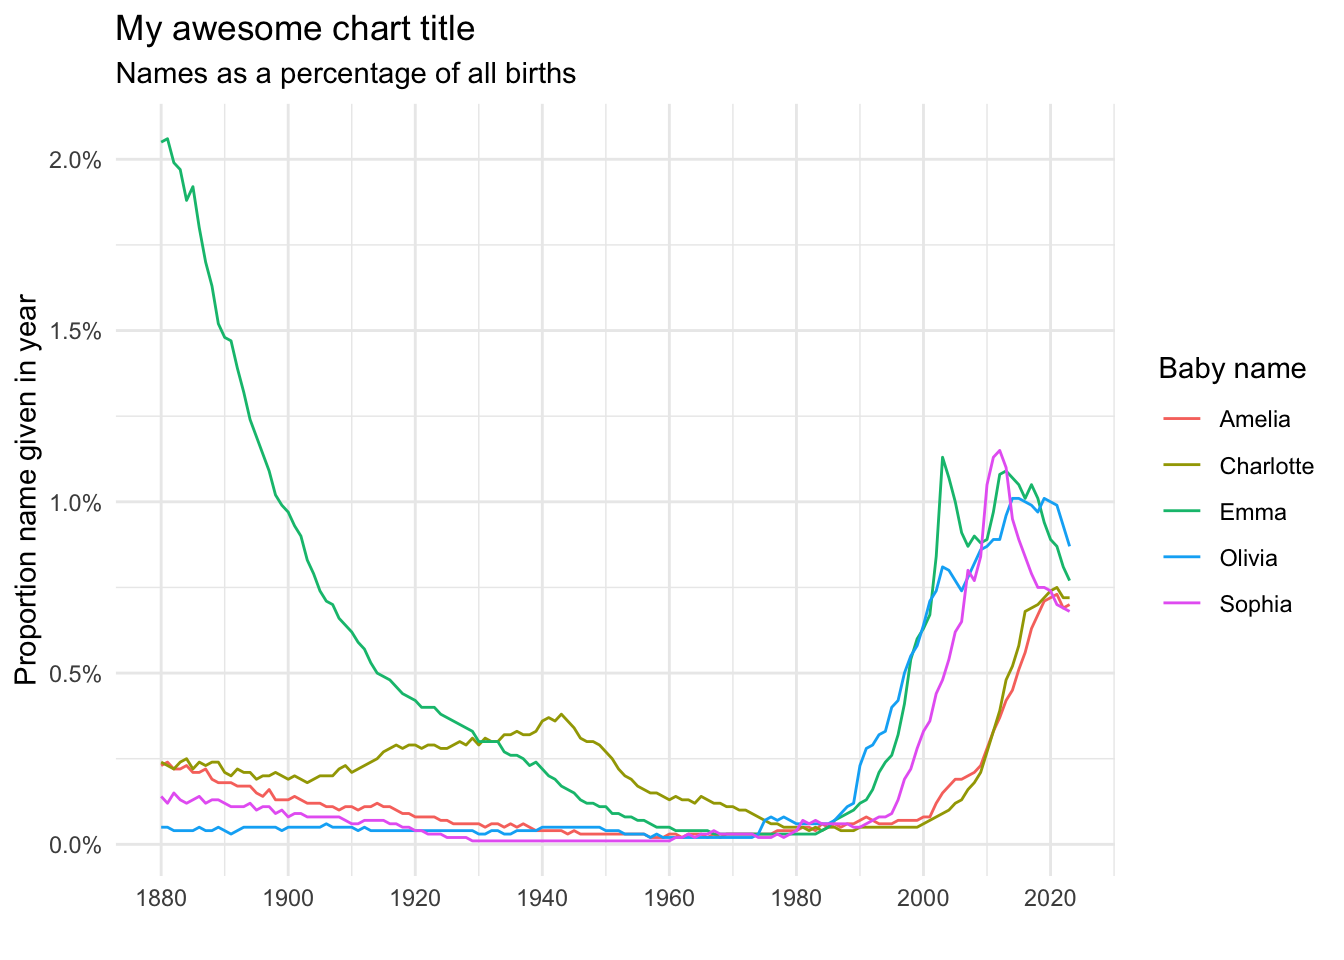 My awesome chart title
Names as a percentage of all births
Proportion name given in year
2.0%
1.5%
1.0%
0.5%
0.0%
1880 1900 1920 1940 1960 1980 2000 2020
Baby name
Amelia
Charlotte
Emma
Olivia
Sophia